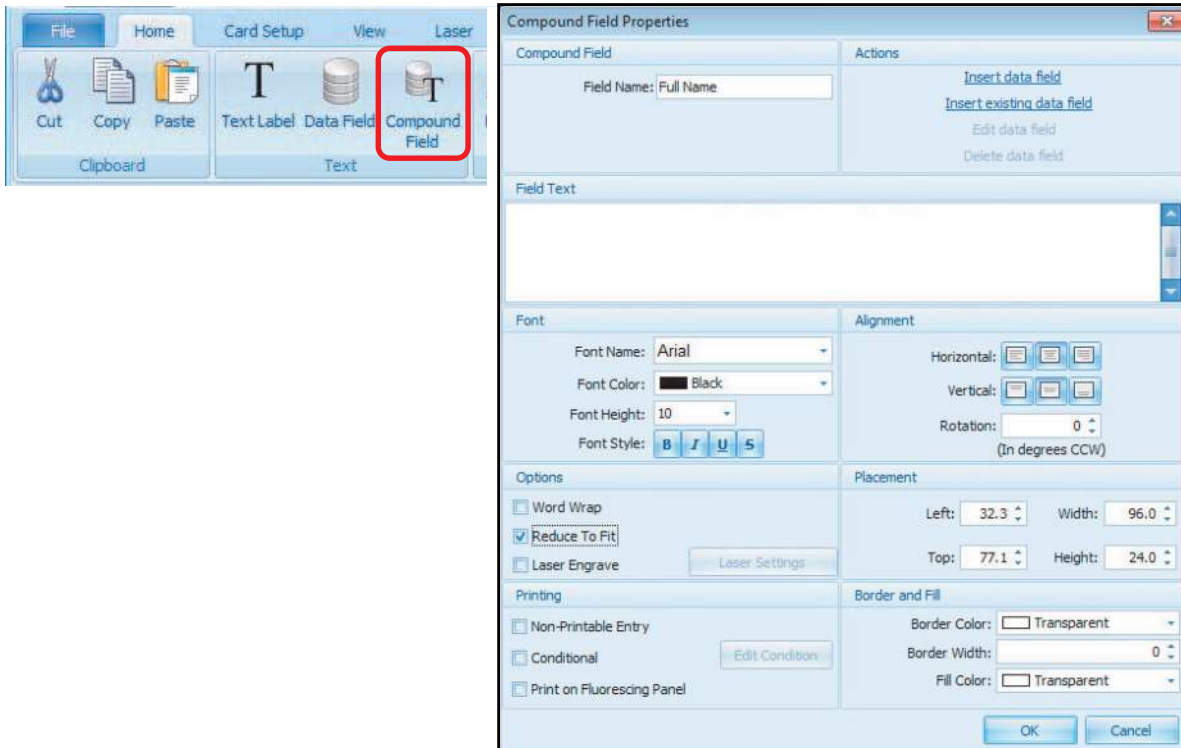 File Home Card Setup View Laser
Cut Copy Paste Text Label Data Field Compound
Field
Clipboard Text
Compound Field Properties
Compound Field
Field Name: Full Name
Actions
Insert data field
Insert existing data field
Edit data field
Delete data field
Field Text
Font
Font Name: Arial
Font Color: Black
Font Height: 10
Font Style: B I U S
Alignment
Horizontal:
Vertical:
Rotation: 0
(In degrees CCW)
Options
Word Wrap
Reduce To Fit
Laser Engrave Laser Settings
Placement
Left: 32.3 Width: 96.0
Top: 77.1 Height: 24.0
Printing
Non-Printable Entry
Conditional Edit Condition
Print on Fluorescing Panel
Border and Fill
Border Color: Transparent
Border Width: 0
Fill Color: Transparent
OK Cancel